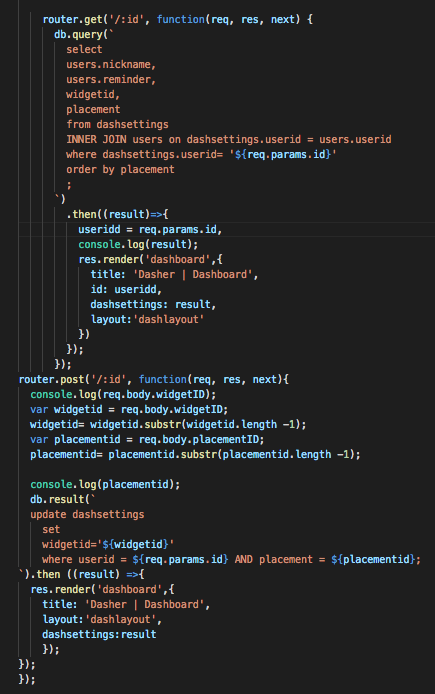 router.get('/:id', function(req, res, next) {
db.query(`
select
users.nickname,
users.reminder,
widgetid,
placement
from dashsettings
INNER JOIN users on dashsettings.userid = users.userid
where dashsettings.userid= '${req.params.id}'
order by placement
;
`)
.then((result)=>{
useridd = req.params.id,
console.log(result);
res.render('dashboard',{
title: 'Dasher | Dashboard',
id: useridd,
dashsettings: result,
layout:'dashlayout'
})
});
});
router.post('/:id', function(req, res, next){
console.log(req.body.widgetID);
var widgetid = req.body.widgetID;
widgetid= widgetid.substr(widgetid.length -1);
var placementid = req.body.placementID;
placementid= placementid.substr(placementid.length -1);
console.log(placementid);
db.result(`
update dashsettings
set
widgetid='${widgetid}'
where userid = ${req.params.id} AND placement = ${placementid};
`).then ((result) =>{
res.render('dashboard',{
title: 'Dasher | Dashboard',
layout:'dashlayout',
dashsettings:result
});
});
});